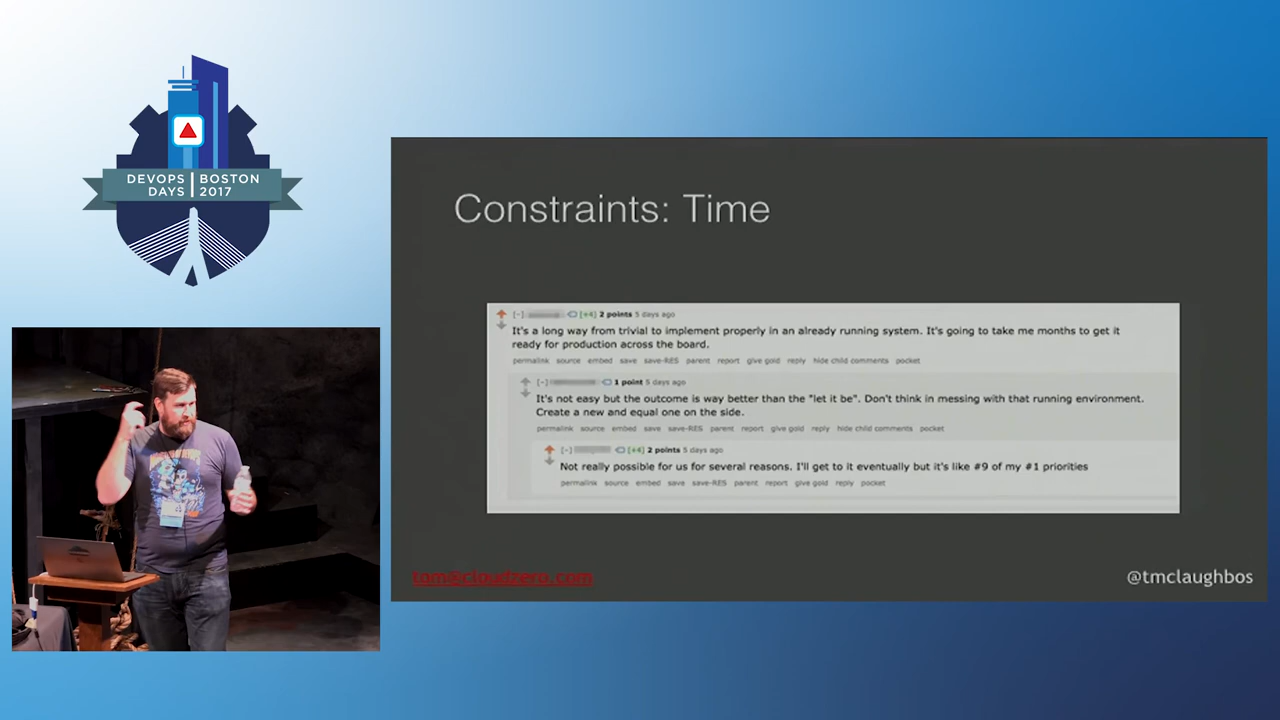 DEVOPS BOSTON
DAYS 2017
Constraints: Time
[-] [+4] 2 points 5 days ago
It's a long way from trivial to implement properly in an already running system. It's going to take me months to get it
ready for production across the board.
permalink source embed save save-RES parent report give gold reply hide child comments pocket
[-] 1 point 5 days ago
It's not easy but the outcome is way better than the "let it be". Don't think in messing with that running environment.
Create a new and equal one on the side.
permalink source embed save save-RES parent report give gold reply hide child comments pocket
[-] [+4] 2 points 5 days ago
Not really possible for us for several reasons. I'll get to it eventually but it's like #9 of my #1 priorities
permalink source embed save save-RES parent report give gold reply pocket
tom@cloudzero.com
@tmclaughbos